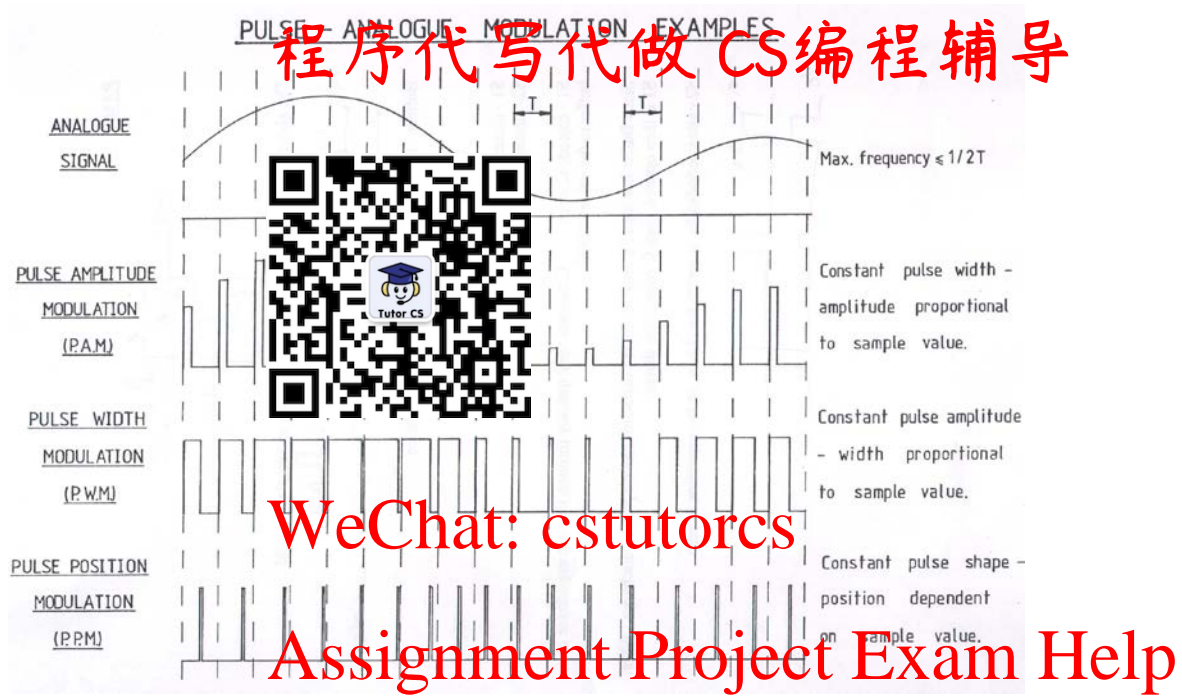 PULSE - ANALOGUE MODULATION EXAMPLES
程序代写代做 CS编程辅导
T
T
ANALOGUE
SIGNAL
Max. frequency ⩽ 1/2T
Tutor CS
PULSE AMPLITUDE
MODULATION
(P.A.M.)
Constant pulse width -
amplitude proportional
to sample value.
PULSE WIDTH
MODULATION
(P.W.M.)
Constant pulse amplitude
- width proportional
to sample value.
WeChat: cstutorcs
PULSE POSITION
MODULATION
(P.P.M)
Constant pulse shape -
position dependent
on sample value.
Assignment Project Exam Help